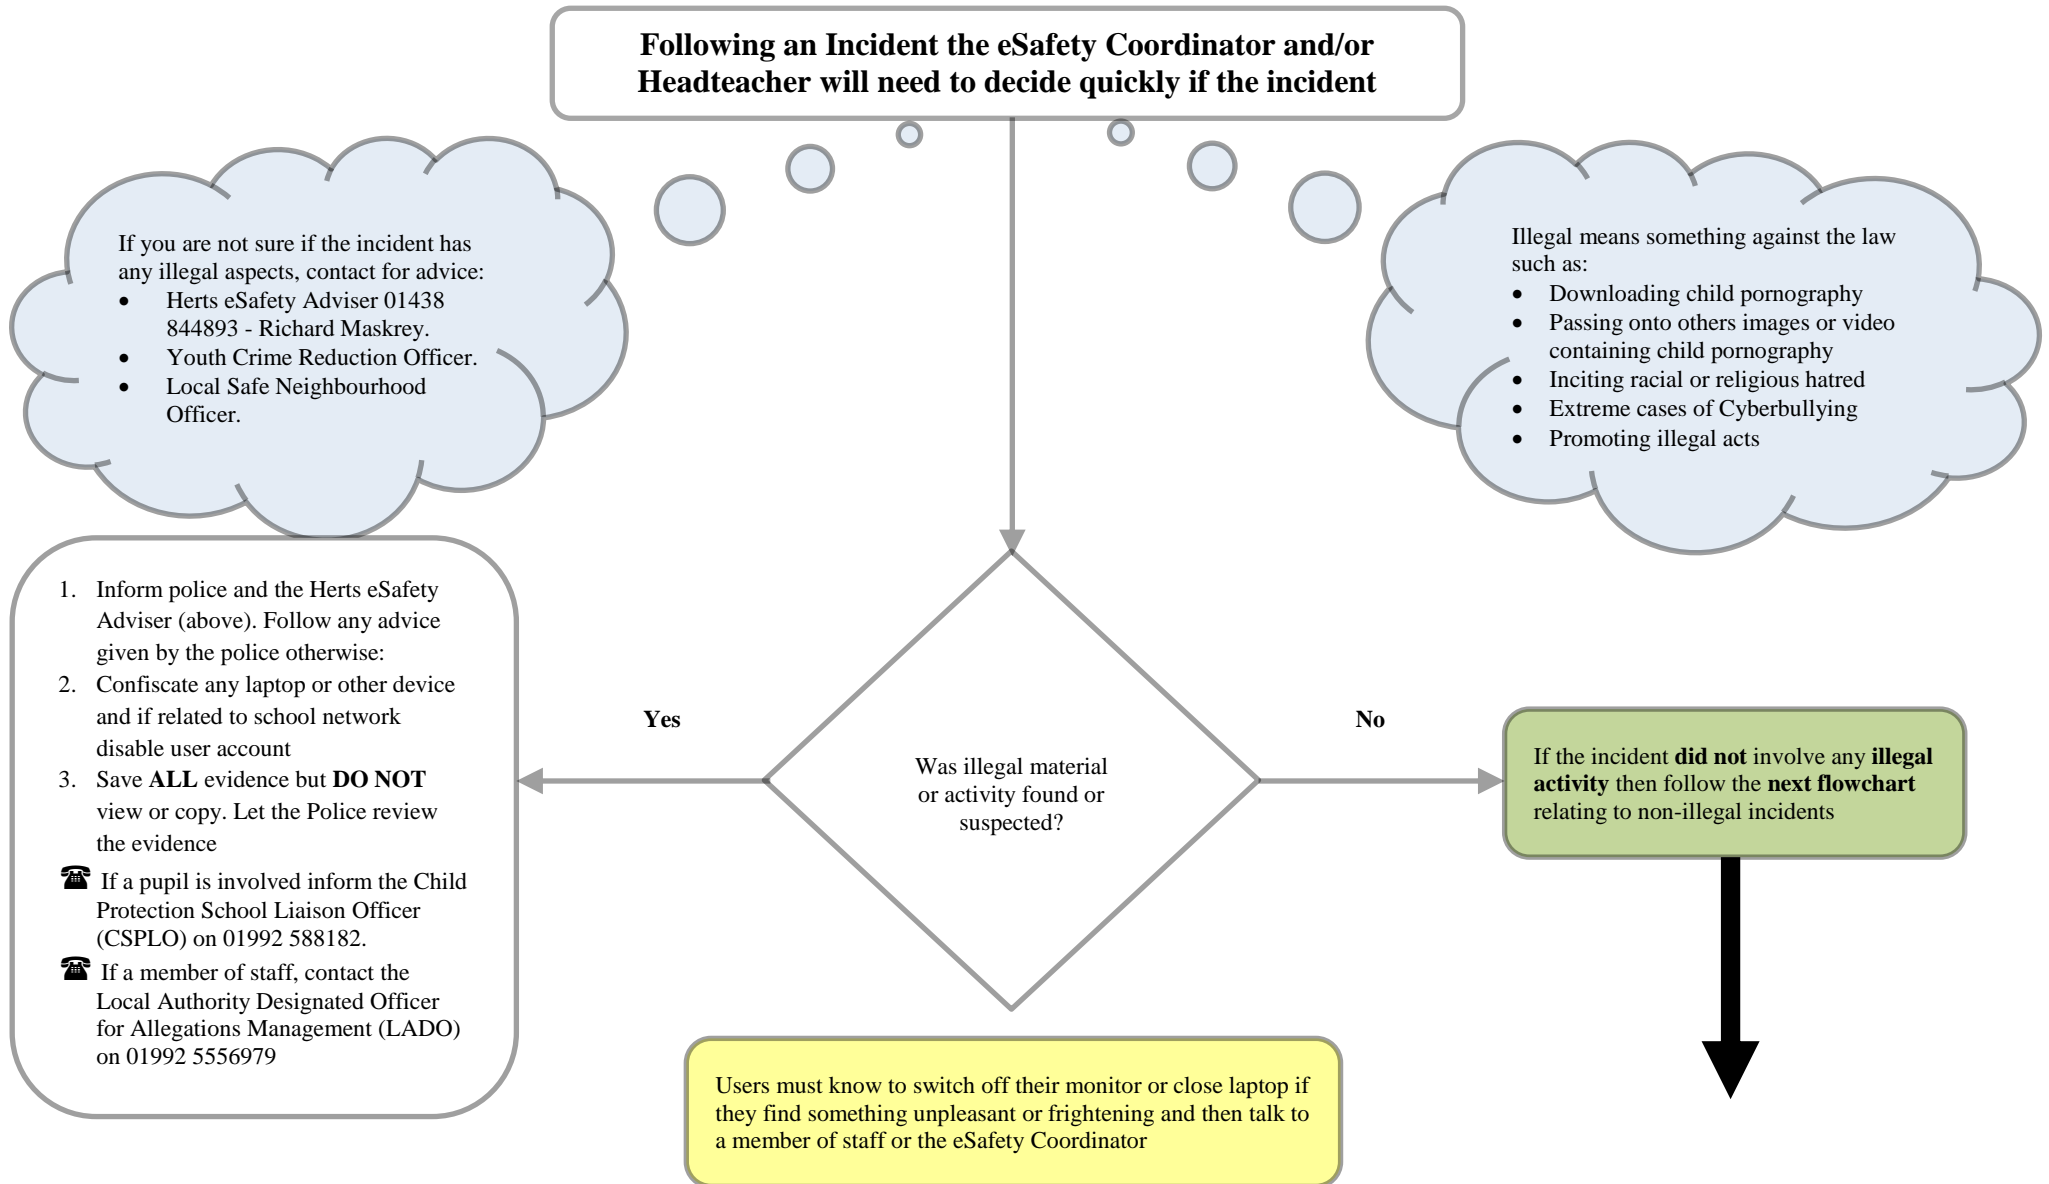 Following an Incident the eSafety Coordinator and/or
Headteacher will need to decide quickly if the incident
If you are not sure if the incident has
any illegal aspects, contact for advice:
• Herts eSafety Adviser 01438
844893 - Richard Maskrey.
• Youth Crime Reduction Officer.
• Local Safe Neighbourhood
Officer.
Illegal means something against the law
such as:
• Downloading child pornography
• Passing onto others images or video
containing child pornography
• Inciting racial or religious hatred
• Extreme cases of Cyberbullying
• Promoting illegal acts
1. Inform police and the Herts eSafety
Adviser (above). Follow any advice
given by the police otherwise:
2. Confiscate any laptop or other device
and if related to school network
disable user account
3. Save ALL evidence but DO NOT
view or copy. Let the Police review
the evidence
☎ If a pupil is involved inform the Child
Protection School Liaison Officer
(CSPLO) on 01992 588182.
☎ If a member of staff, contact the
Local Authority Designated Officer
for Allegations Management (LADO)
on 01992 5556979
Yes
Was illegal material
or activity found or
suspected?
No
If the incident did not involve any illegal
activity then follow the next flowchart
relating to non-illegal incidents
Users must know to switch off their monitor or close laptop if
they find something unpleasant or frightening and then talk to
a member of staff or the eSafety Coordinator